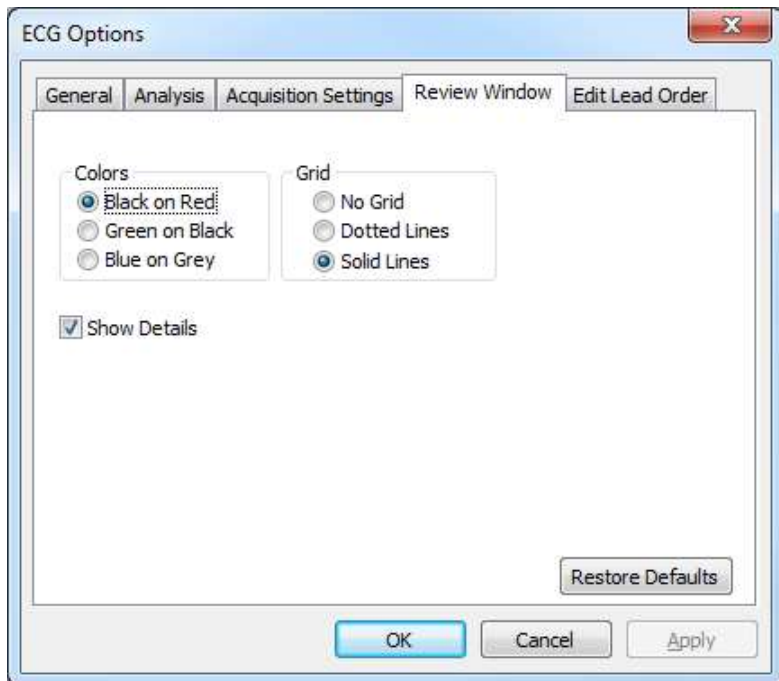 ECG Options
General Analysis Acquisition Settings Review Window Edit Lead Order
Colors Grid
Black on Red No Grid
Green on Black Dotted Lines
Blue on Grey Solid Lines
Show Details
Restore Defaults
OK Cancel Apply